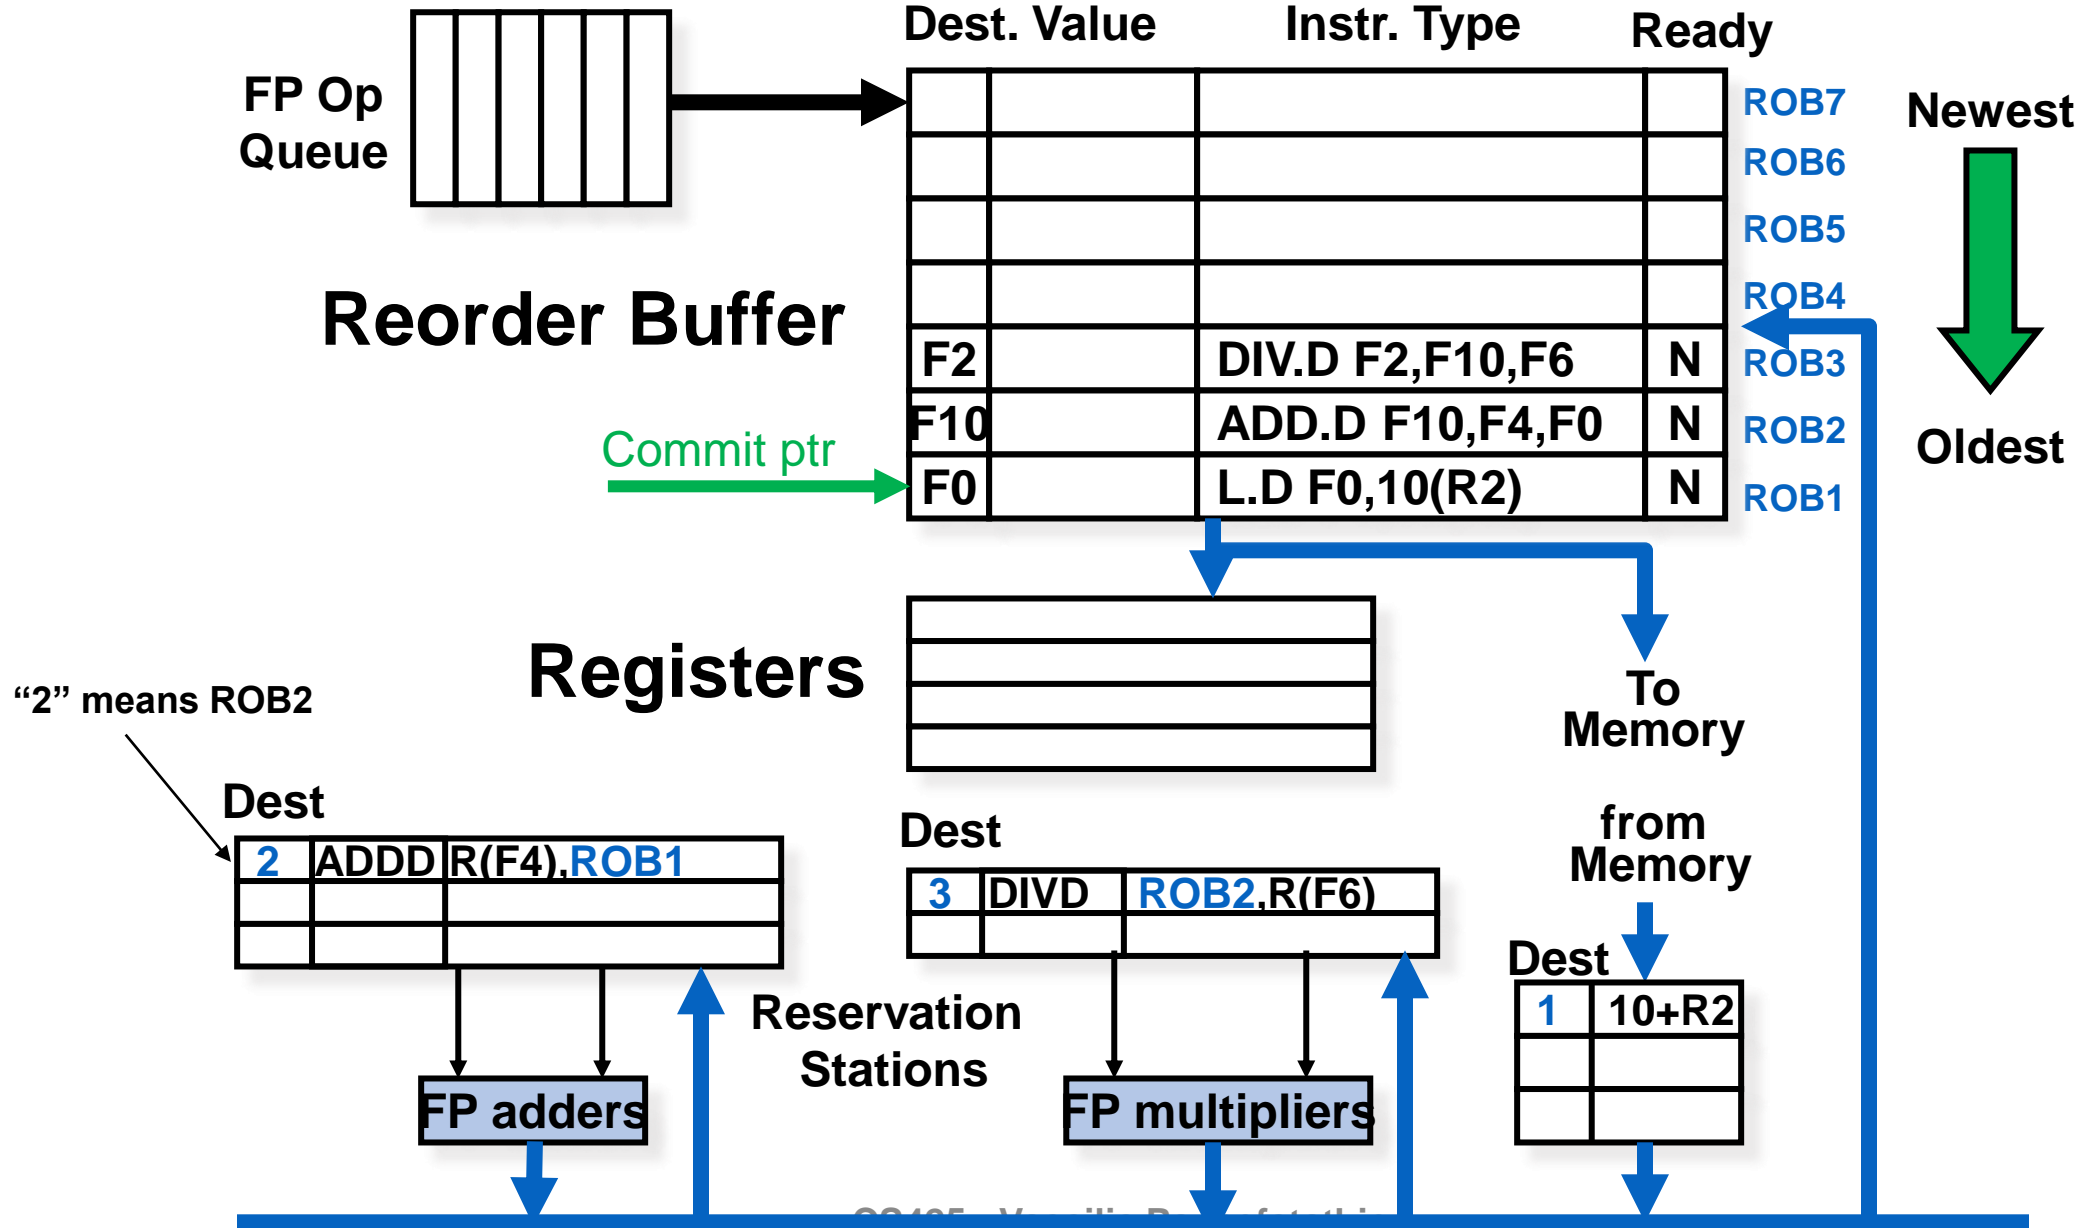 Dest. Value Instr. Type Ready
FP Op
Queue
ROB7
ROB6
ROB5
ROB4
Newest
Oldest
Reorder Buffer
F2 DIV.D F2,F10,F6 N ROB3
F10 ADD.D F10,F4,F0 N ROB2
Commit ptr
F0 L.D F0,10(R2) N ROB1
Registers
To
Memory
“2” means ROB2
Dest
2 ADDD R(F4),ROB1
Dest
3 DIVD ROB2,R(F6)
from
Memory
Dest
1 10+R2
Reservation
Stations
FP adders
FP multipliers